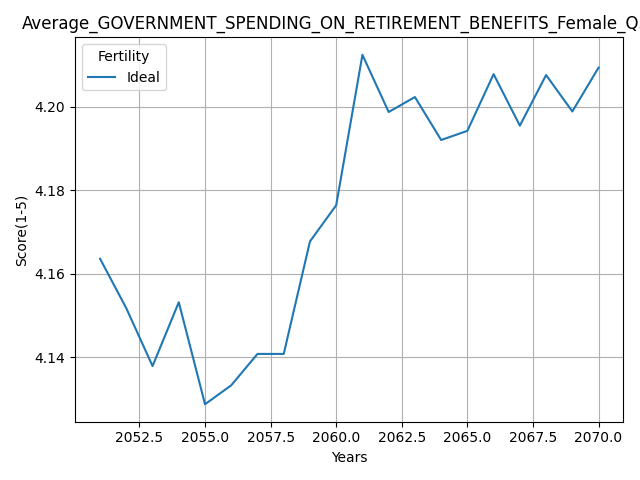 Average_GOVERNMENT_SPENDING_ON_RETIREMENT_BENEFITS_Female_Q
Fertility
Ideal
Score(1-5)
4.20
4.18
4.16
4.14
2052.5 2055.0 2057.5 2060.0 2062.5 2065.0 2067.5 2070.0
Years